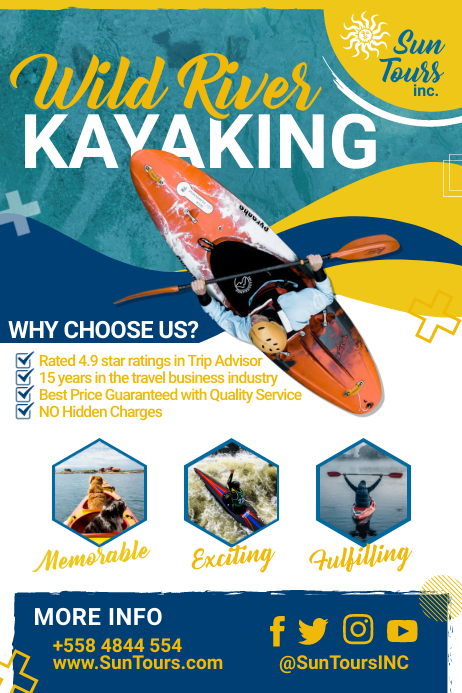 Sun
Tours
inc.
Wild River
KAYAKING
pyranha
WHY CHOOSE US?
Rated 4.9 star ratings in Trip Advisor
15 years in the travel business industry
Best Price Guaranteed with Quality Service
NO Hidden Charges
Memorable
Exciting
Fulfilling
MORE INFO
+558 4844 554
www.SunTours.com
@SunToursINC